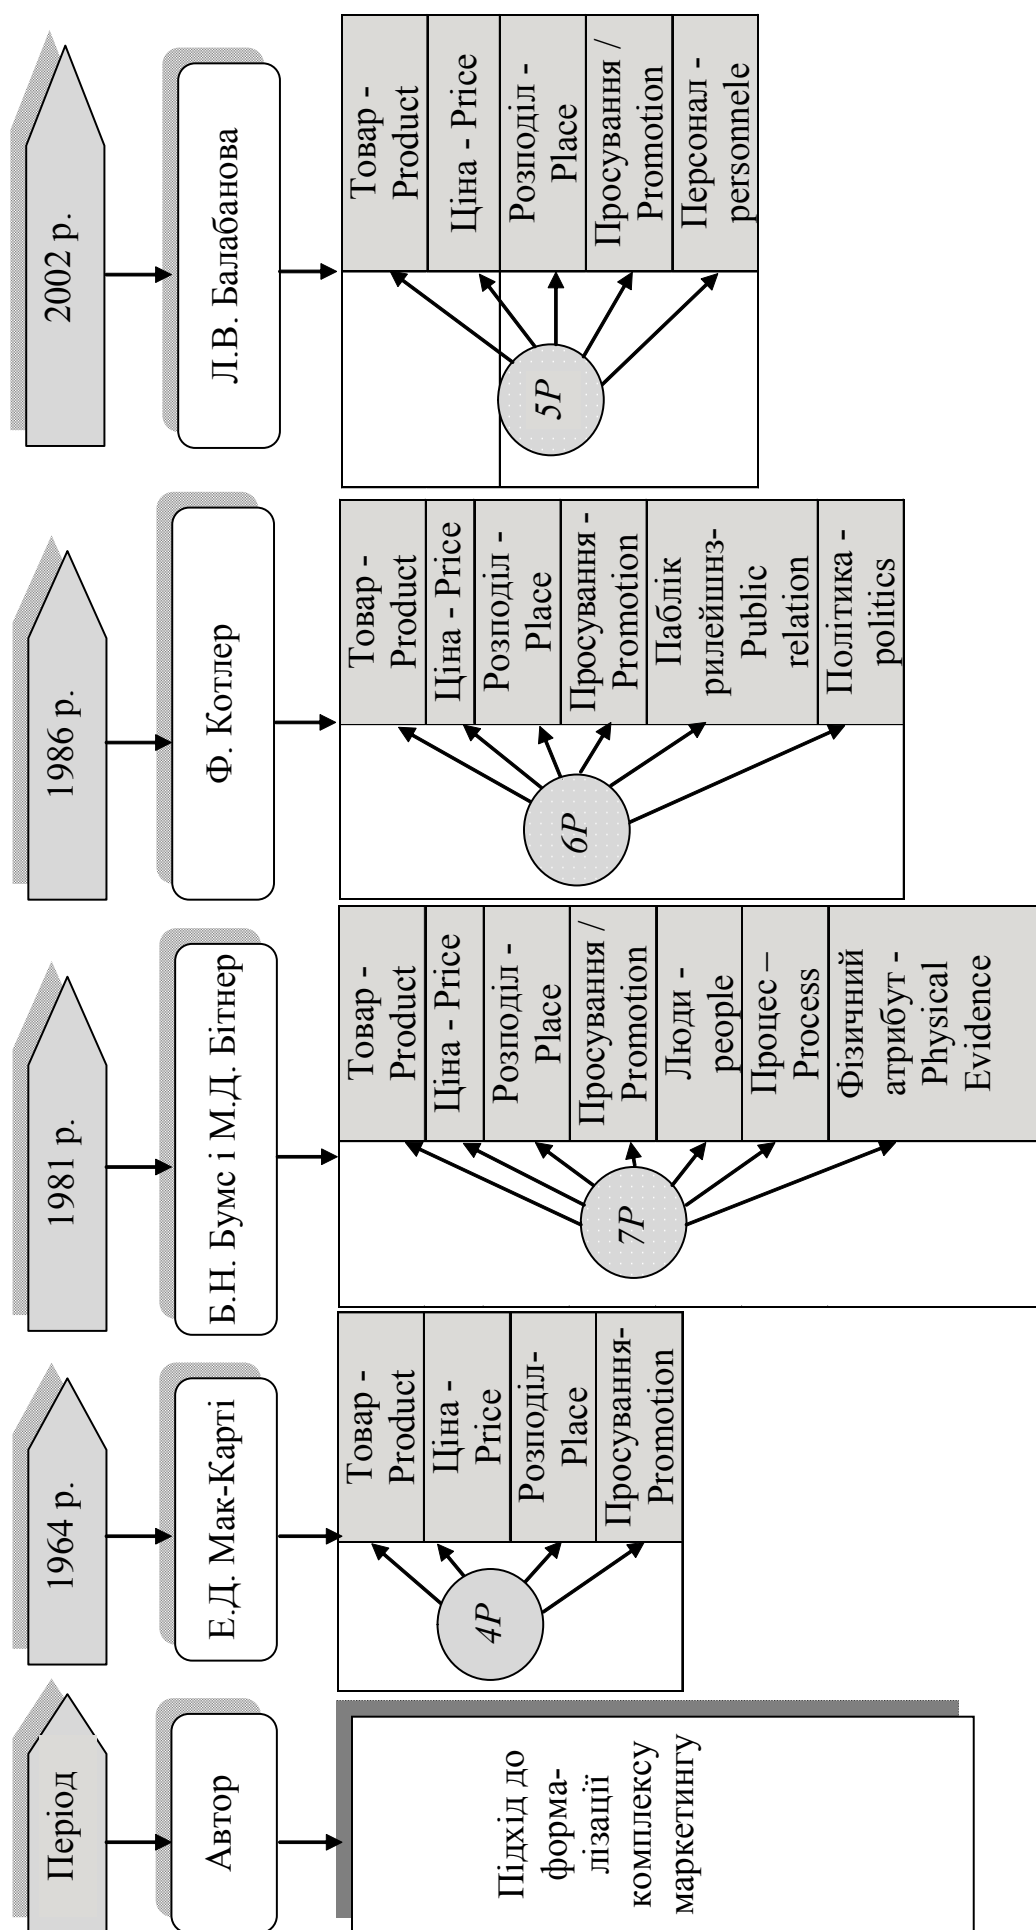 Період
1964 р.
1981 р.
1986 р.
2002 р.
Автор
Е.Д. Мак-Карті
Б.Н. Бумс і М.Д. Бітнер
Ф. Котлер
Л.В. Балабанова
Підхід до
форма-
лізації
комплексу
маркетингу
4P
Товар -
Product
Ціна -
Price
Розподіл-
Place
Просування-
Promotion
7P
Товар -
Product
Ціна - Price
Розподіл -
Place
Просування /
Promotion
Люди -
people
Процес –
Process
Фізичний
атрибут -
Physical
Evidence
6P
Товар -
Product
Ціна - Price
Розподіл -
Place
Просування -
Promotion
Паблік
рилейшнз-
Public
relation
Політика -
politics
5P
Товар -
Product
Ціна - Price
Розподіл -
Place
Просування /
Promotion
Персонал -
personnele